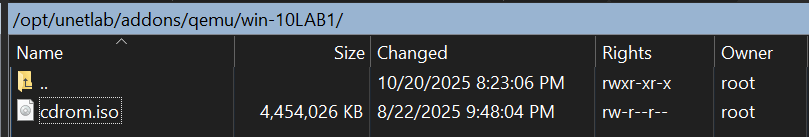 /opt/unetlab/addons/qemu/win-10LAB1/
Name Size Changed Rights Owner
.. 10/20/2025 8:23:06 PM rwxr-xr-x root
cdrom.iso 4,454,026 KB 8/22/2025 9:48:04 PM rw-r--r-- root